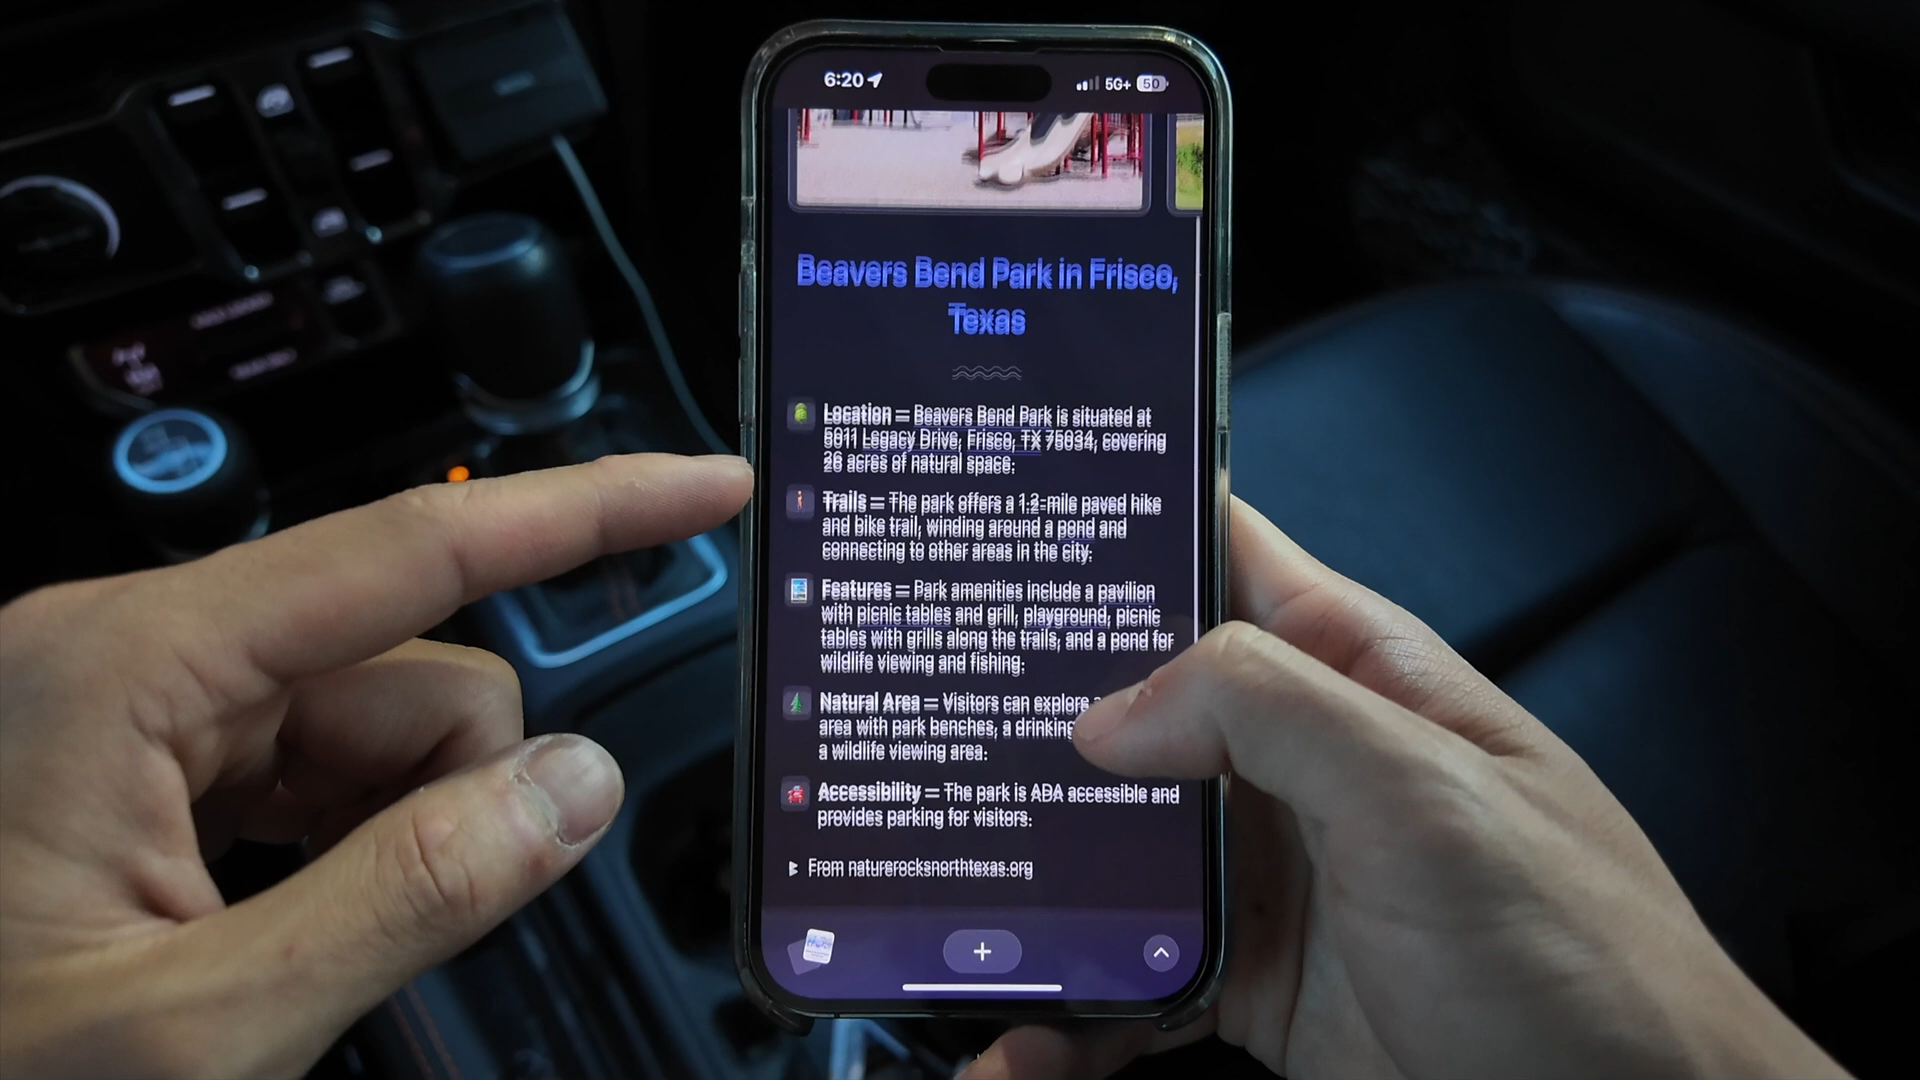 6:20
5G+ 50
Beavers Bend Park in Frisco,
Texas
Location — Beavers Bend Park is situated at
5011 Legacy Drive, Frisco, TX 75034, covering
26 acres of natural space.
Trails — The park offers a 1.2-mile paved hike
and bike trail, winding around a pond and
connecting to other areas in the city.
Features — Park amenities include a pavilion
with picnic tables and grill, playground, picnic
tables with grills along the trails, and a pond for
wildlife viewing and fishing.
Natural Area — Visitors can explore
area with park benches, a drinking
a wildlife viewing area.
Accessibility — The park is ADA accessible and
provides parking for visitors.
From naturerocksnorthtexas.org